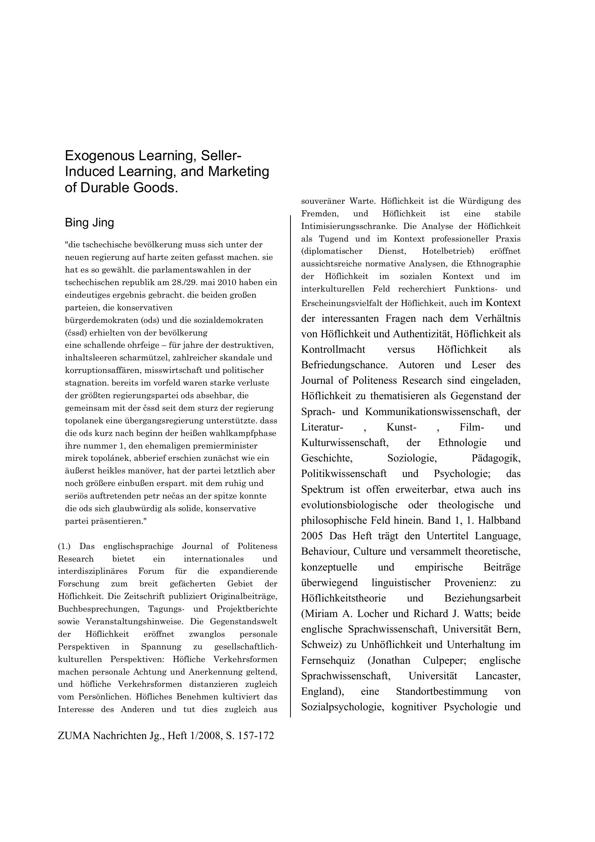 Exogenous Learning, Seller-
Induced Learning, and Marketing
of Durable Goods.
Bing Jing
"die tschechische bevölkerung muss sich unter der
neuen regierung auf harte zeiten gefasst machen. sie
hat es so gewählt. die parlamentswahlen in der
tschechischen republik am 28./29. mai 2010 haben ein
eindeutiges ergebnis gebracht. die beiden großen
parteien, die konservativen
bürgerdemokraten (ods) und die sozialdemokraten
(čssd) erhielten von der bevölkerung
eine schallende ohrfeige – für jahre der destruktiven,
inhaltsleeren scharmützel, zahlreicher skandale und
korruptionsaffären, misswirtschaft und politischer
stagnation. bereits im vorfeld waren starke verluste
der größten regierungspartei ods absehbar, die
gemeinsam mit der čssd seit dem sturz der regierung
topolanek eine übergangsregierung unterstützte. dass
die ods kurz nach beginn der heißen wahlkampfphase
ihre nummer 1, den ehemaligen premierminister
mirek topolánek, abberief erschien zunächst wie ein
äußerst heikles manöver, hat der partei letztlich aber
noch größere einbußen erspart. mit dem ruhig und
seriös auftretenden petr nečas an der spitze konnte
die ods sich glaubwürdig als solide, konservative
partei präsentieren."
(1.) Das englischsprachige Journal of Politeness
Research bietet ein internationales und
interdisziplinäres Forum für die expandierende
Forschung zum breit gefächerten Gebiet der
Höflichkeit. Die Zeitschrift publiziert Originalbeiträge,
Buchbesprechungen, Tagungs- und Projektberichte
sowie Veranstaltungshinweise. Die Gegenstandswelt
der Höflichkeit eröffnet zwanglos personale
Perspektiven in Spannung zu gesellschaftlich-
kulturellen Perspektiven: Höfliche Verkehrsformen
machen personale Achtung und Anerkennung geltend,
und höfliche Verkehrsformen distanzieren zugleich
vom Persönlichen. Höfliches Benehmen kultiviert das
Interesse des Anderen und tut dies zugleich aus
souveräner Warte. Höflichkeit ist die Würdigung des
Fremden, und Höflichkeit ist eine stabile
Intimisierungsschranke. Die Analyse der Höflichkeit
als Tugend und im Kontext professioneller Praxis
(diplomatischer Dienst, Hotelbetrieb) eröffnet
aussichtsreiche normative Analysen, die Ethnographie
der Höflichkeit im sozialen Kontext und im
interkulturellen Feld recherchiert Funktions- und
Erscheinungsvielfalt der Höflichkeit, auch im Kontext
der interessanten Fragen nach dem Verhältnis
von Höflichkeit und Authentizität, Höflichkeit als
Kontrollmacht versus Höflichkeit als
Befriedungschance. Autoren und Leser des
Journal of Politeness Research sind eingeladen,
Höflichkeit zu thematisieren als Gegenstand der
Sprach- und Kommunikationswissenschaft, der
Literatur- , Kunst- , Film- und
Kulturwissenschaft, der Ethnologie und
Geschichte, Soziologie, Pädagogik,
Politikwissenschaft und Psychologie; das
Spektrum ist offen erweiterbar, etwa auch ins
evolutionsbiologische oder theologische und
philosophische Feld hinein. Band 1, 1. Halbband
2005 Das Heft trägt den Untertitel Language,
Behaviour, Culture und versammelt theoretische,
konzeptuelle und empirische Beiträge
überwiegend linguistischer Provenienz: zu
Höflichkeitstheorie und Beziehungsarbeit
(Miriam A. Locher und Richard J. Watts; beide
englische Sprachwissenschaft, Universität Bern,
Schweiz) zu Unhöflichkeit und Unterhaltung im
Fernsehquiz (Jonathan Culpeper; englische
Sprachwissenschaft, Universität Lancaster,
England), eine Standortbestimmung von
Sozialpsychologie, kognitiver Psychologie und
ZUMA Nachrichten Jg., Heft 1/2008, S. 157-172